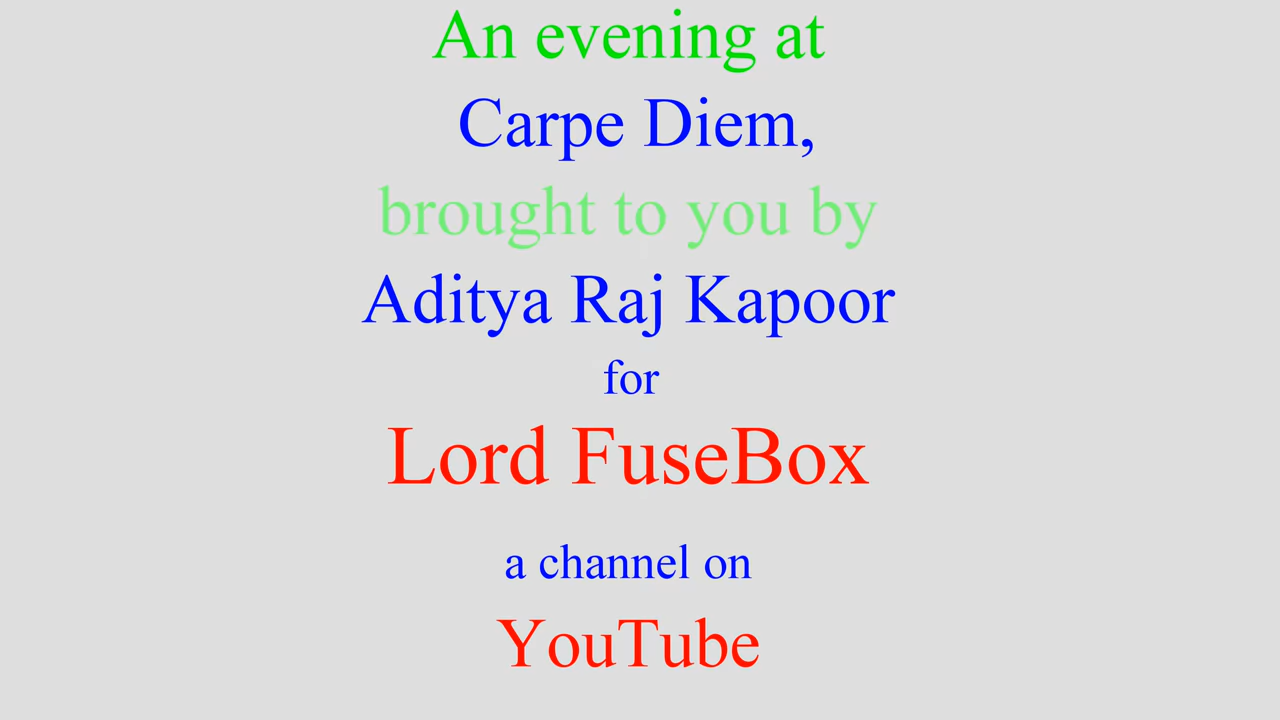 An evening at
Carpe Diem,
brought to you by
Aditya Raj Kapoor
for
Lord FuseBox
a channel on
YouTube